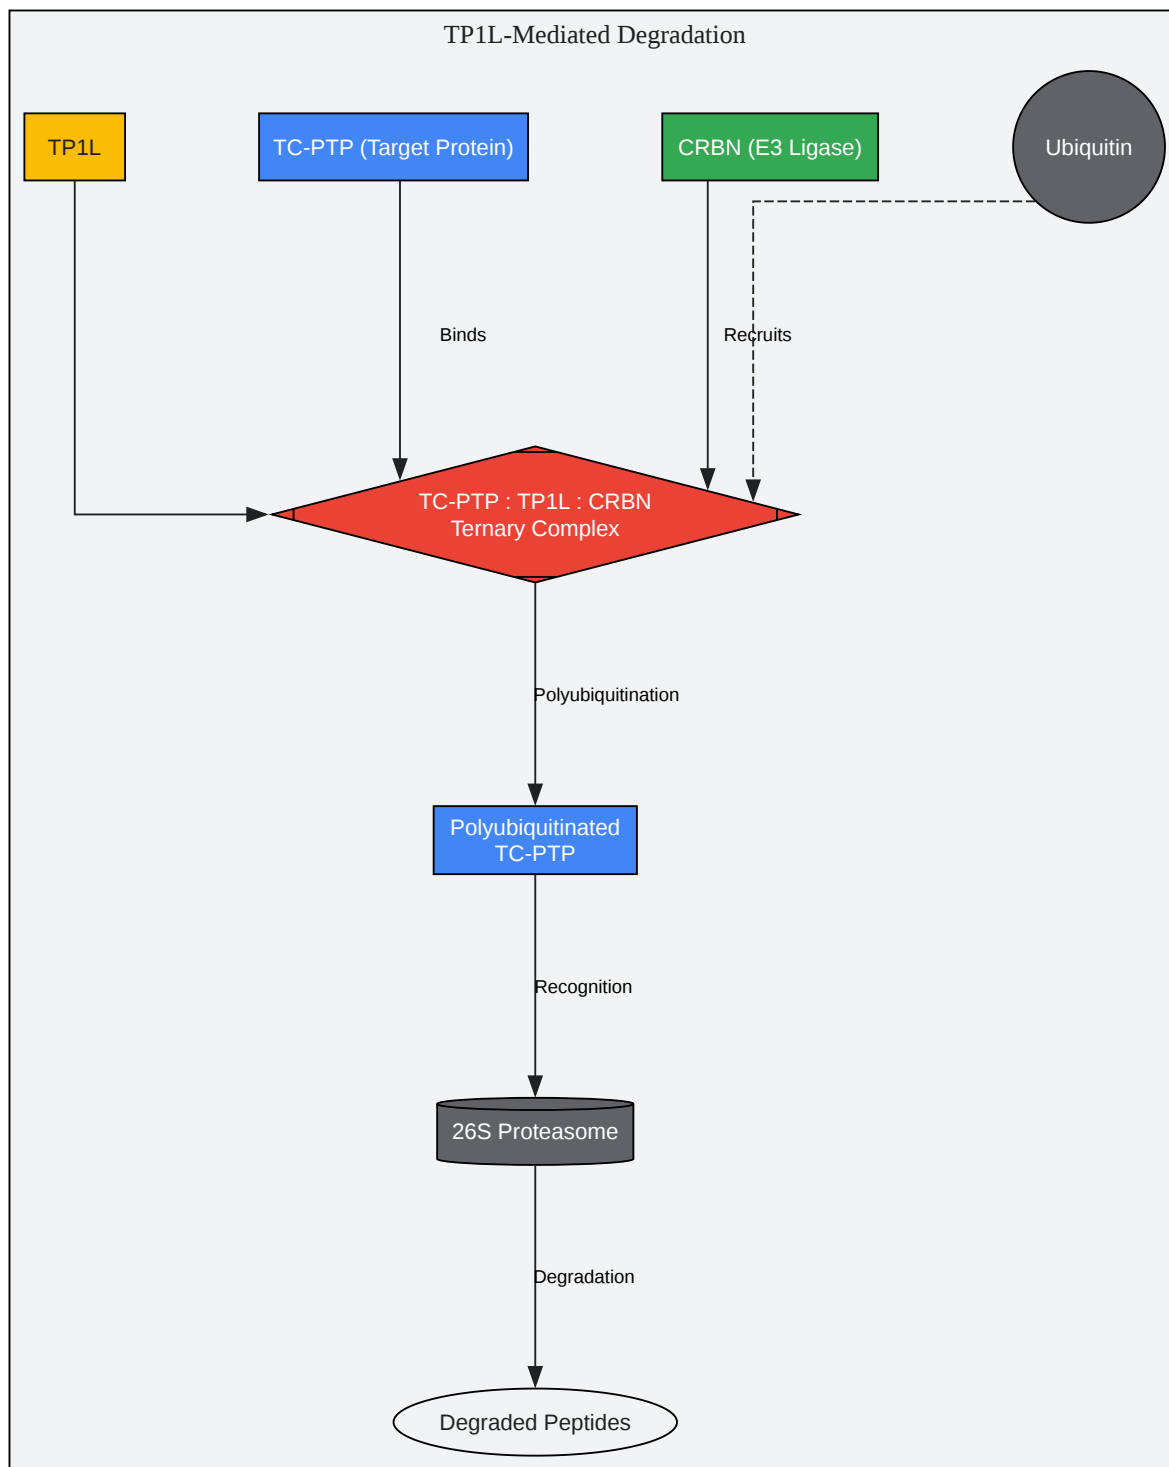 TP1L-Mediated Degradation
TP1L
TC-PTP (Target Protein)
CRBN (E3 Ligase)
Ubiquitin
Binds
Recruits
TC-PTP : TP1L : CRBN
Ternary Complex
Polyubiquitination
Polyubiquitinated
TC-PTP
Recognition
26S Proteasome
Degradation
Degraded Peptides